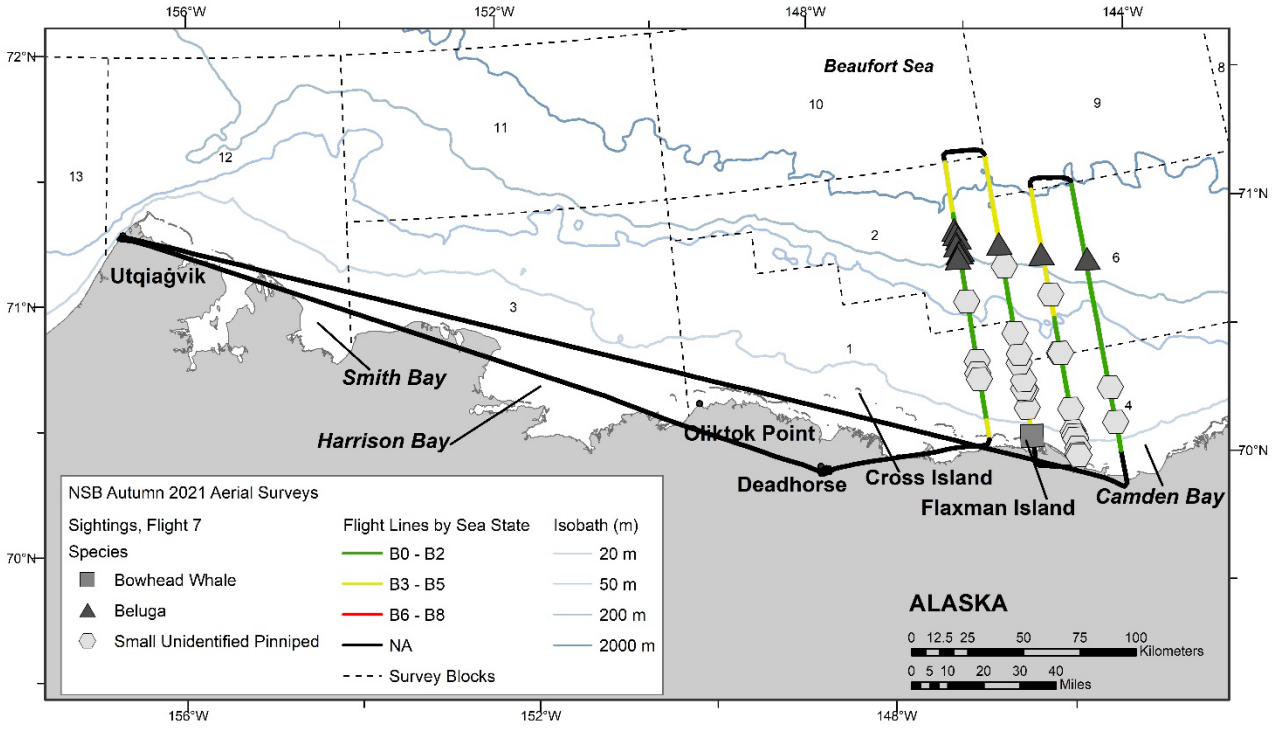 156°W 152°W 148°W 144°W
72°N
Beaufort Sea
8
10 9
11
12
13
71°N
2
6
Utqiaġvik
71°N
3
1
Smith Bay
4
Harrison Bay
Oliktok Point
70°N
Deadhorse
Cross Island
Camden Bay
Flaxman Island
NSB Autumn 2021 Aerial Surveys
Sightings, Flight 7
Species
Bowhead Whale
Beluga
Small Unidentified Pinniped
Flight Lines by Sea State
B0 - B2
B3 - B5
B6 - B8
NA
Survey Blocks
Isobath (m)
20 m
50 m
200 m
2000 m
70°N
ALASKA
0 12.5 25 50 75 100
Kilometers
0 5 10 20 30 40
Miles
156°W 152°W 148°W